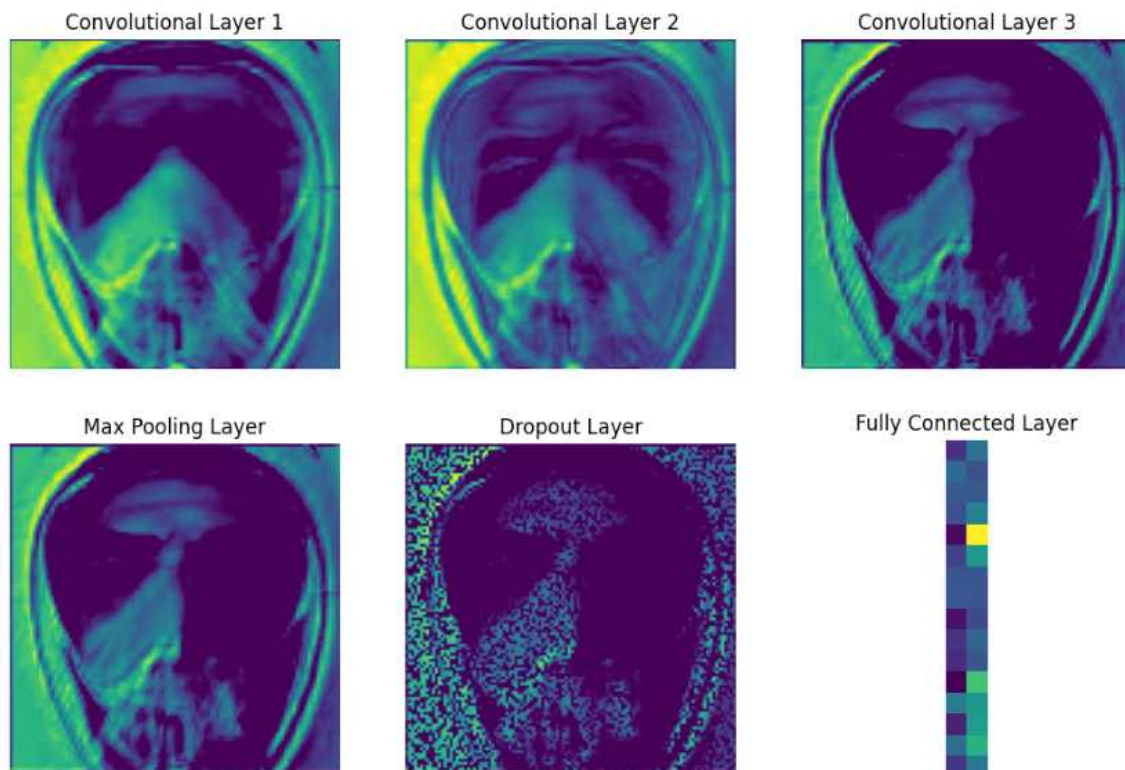 Convolutional Layer 1
Convolutional Layer 2
Convolutional Layer 3
Max Pooling Layer
Dropout Layer
Fully Connected Layer